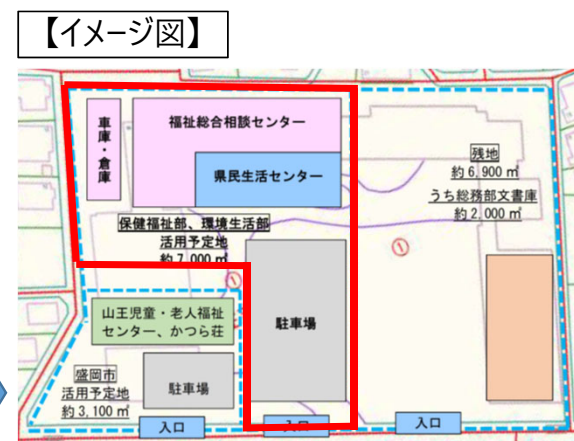 【イメージ図】
車庫・倉庫
福祉総合相談センター
県民生活センター
残地
約6,900㎡
うち総務部文書庫
約2,000㎡
保健福祉部、環境生活部
活用予定地
約7,000㎡
①
①
山王児童・老人福祉
センター、かつら荘
駐車場
盛岡市
活用予定地
約3,100㎡
駐車場
入口
入口
入口